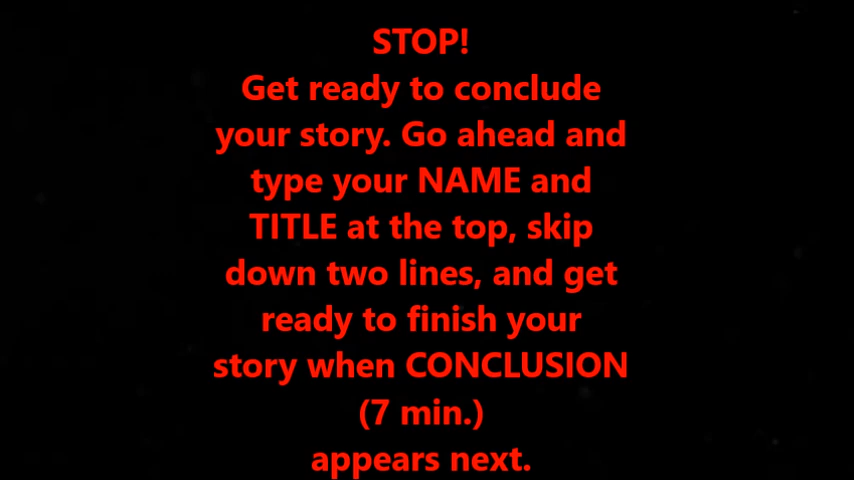 STOP!
Get ready to conclude
your story. Go ahead and
type your NAME and
TITLE at the top, skip
down two lines, and get
ready to finish your
story when CONCLUSION
(7 min.)
appears next.